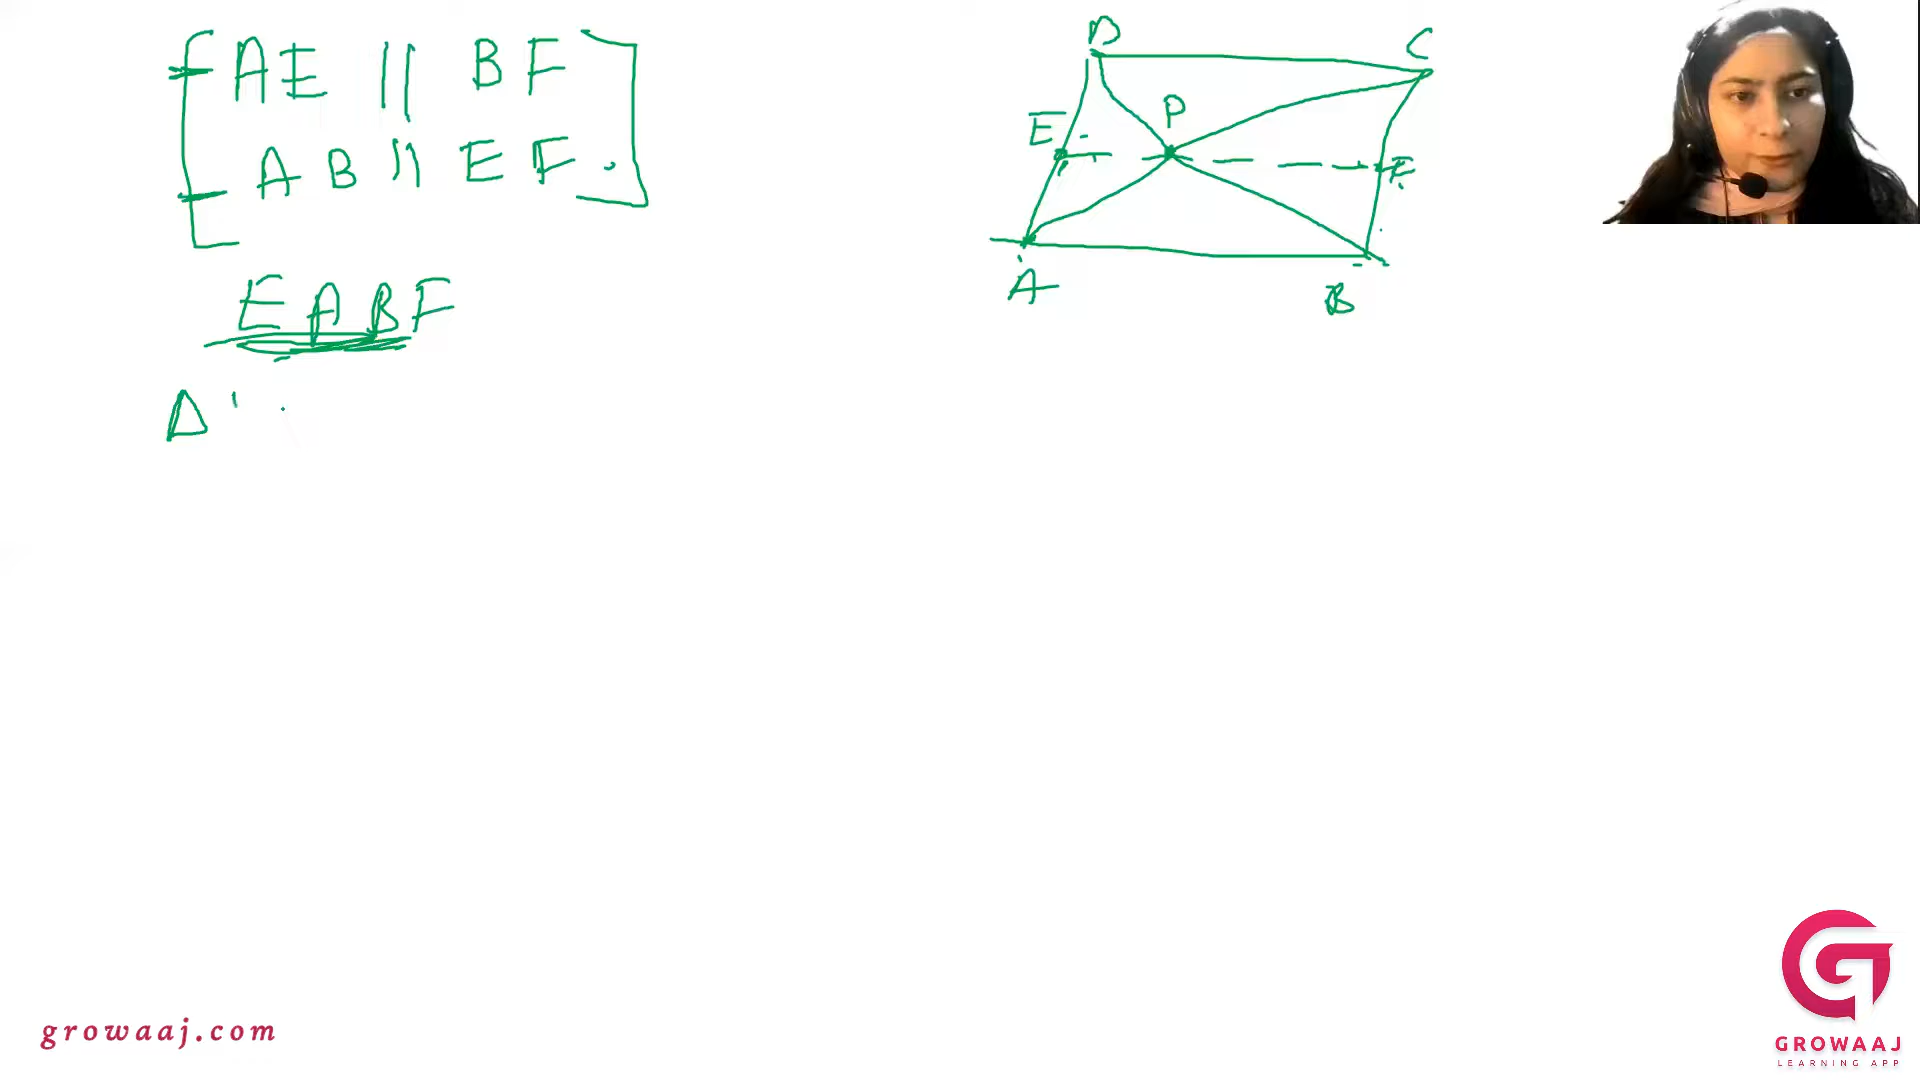 AE || BF
AB || EF.
EABF
Δ'
D
C
E
P
F
A
B
growaaj.com
GROWAAJ
LEARNING APP